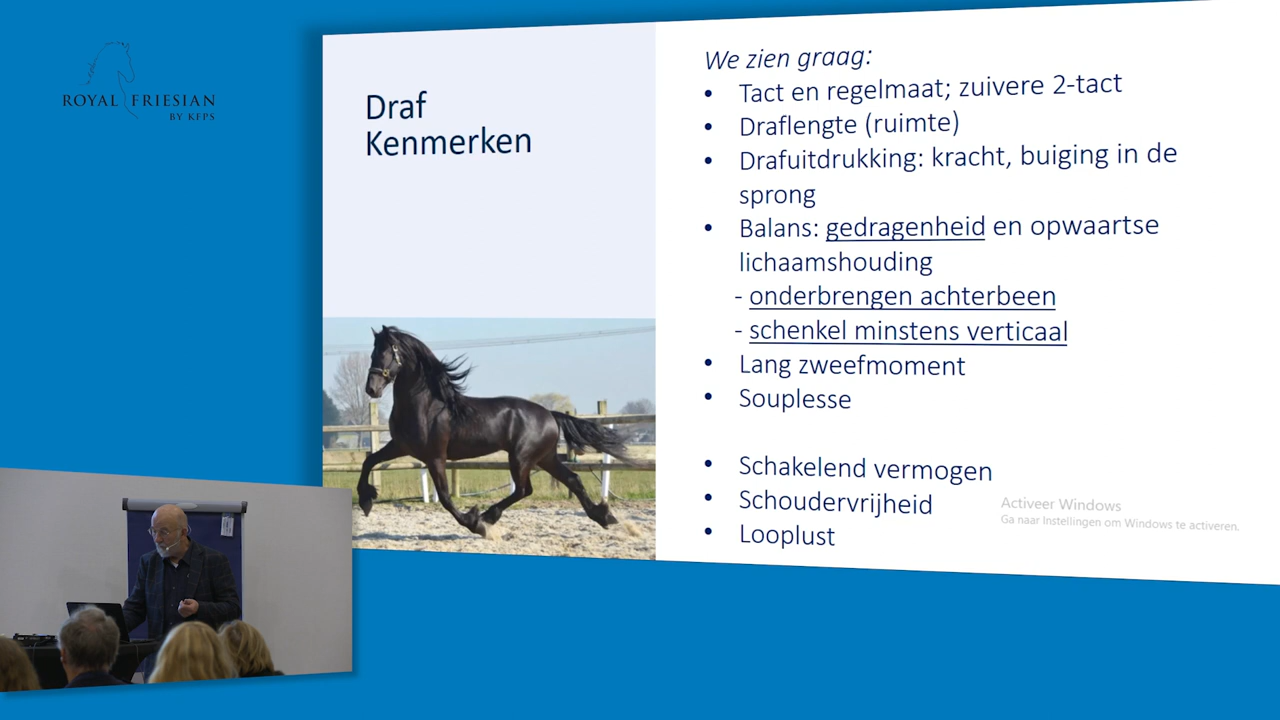 ROYAL FRIESIAN
BY KFPS
Draf
Kenmerken
We zien graag:
• Tact en regelmaat; zuivere 2-tact
• Draflengte (ruimte)
• Drafuitdrukking: kracht, buiging in de
sprong
• Balans: gedragenheid en opwaartse
lichaamshouding
- onderbrengen achterbeen
- schenkel minstens verticaal
• Lang zweefmoment
• Souplesse
• Schakelend vermogen
• Schoudervrijheid
• Looplust
Activeer Windows
Ga naar Instellingen om Windows te activeren.